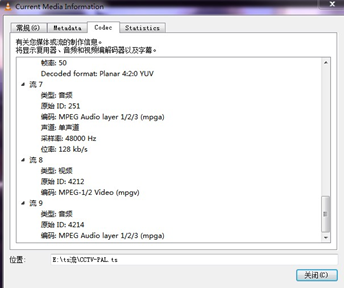 Current Media Information
常规(G) Metadata Codec Statistics
有关您媒体或流的制作信息。
将显示复用器、音频和视频编解码器以及字幕。
帧率: 50
Decoded format: Planar 4:2:0 YUV
流 7
类型: 音频
原始 ID: 251
编码: MPEG Audio layer 1/2/3 (mpga)
声道: 单声道
采样率: 48000 Hz
位率: 128 kb/s
流 8
类型: 视频
原始 ID: 4212
编码: MPEG-1/2 Video (mpgv)
流 9
类型: 音频
原始 ID: 4214
编码: MPEG Audio layer 1/2/3 (mpga)
位置: E:\ts流\CCTV-PAL.ts
关闭(C)